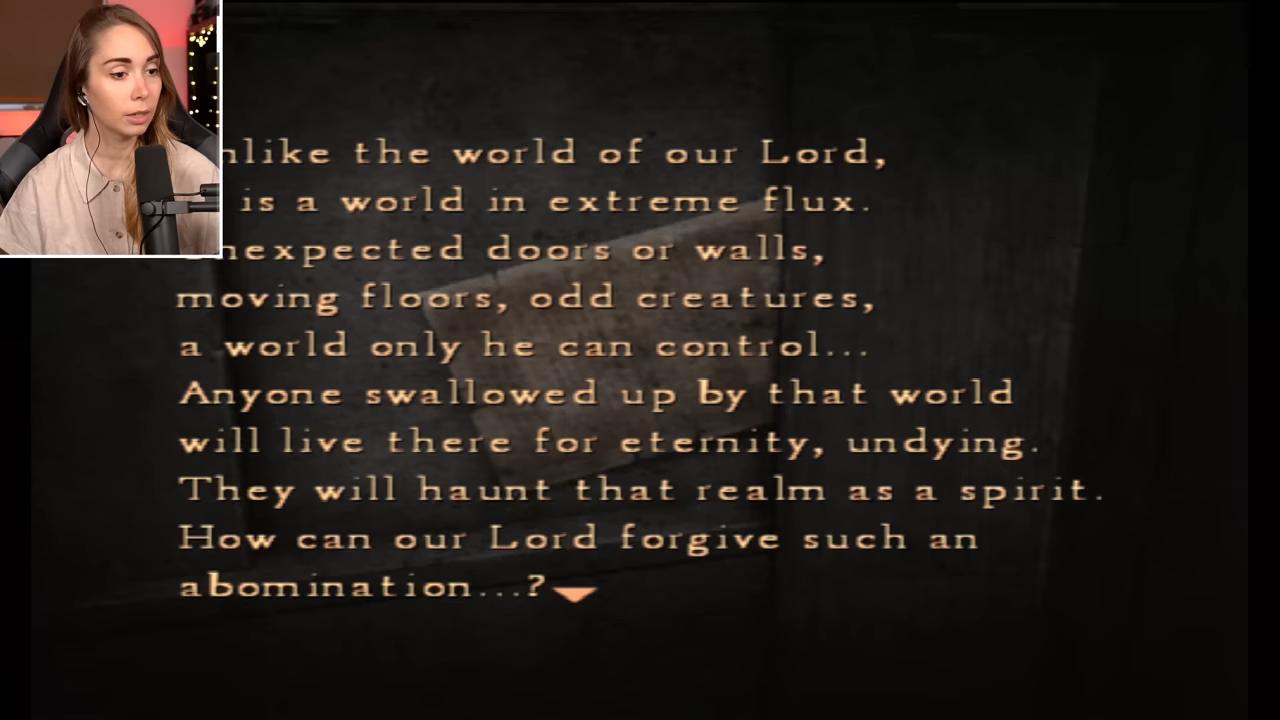 the world of our Lord,
is a world in extreme flux.
doors or walls,
moving floors, odd creatures,
a world only he can control...
Anyone swallowed up by that world
will live there for eternity, undying.
They will haunt that realm as a spirit.
How can our Lord forgive such an
abomination...?